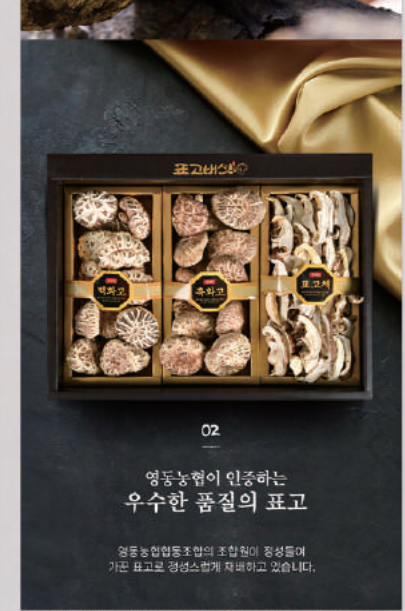 표고버섯
백화고
흑화고
표고채
02
영동농협이 인증하는
우수한 품질의 표고
영동농협협동조합의 조합원이 정성들여
가꾼 표고로 정성스럽게 재배하고 있습니다.